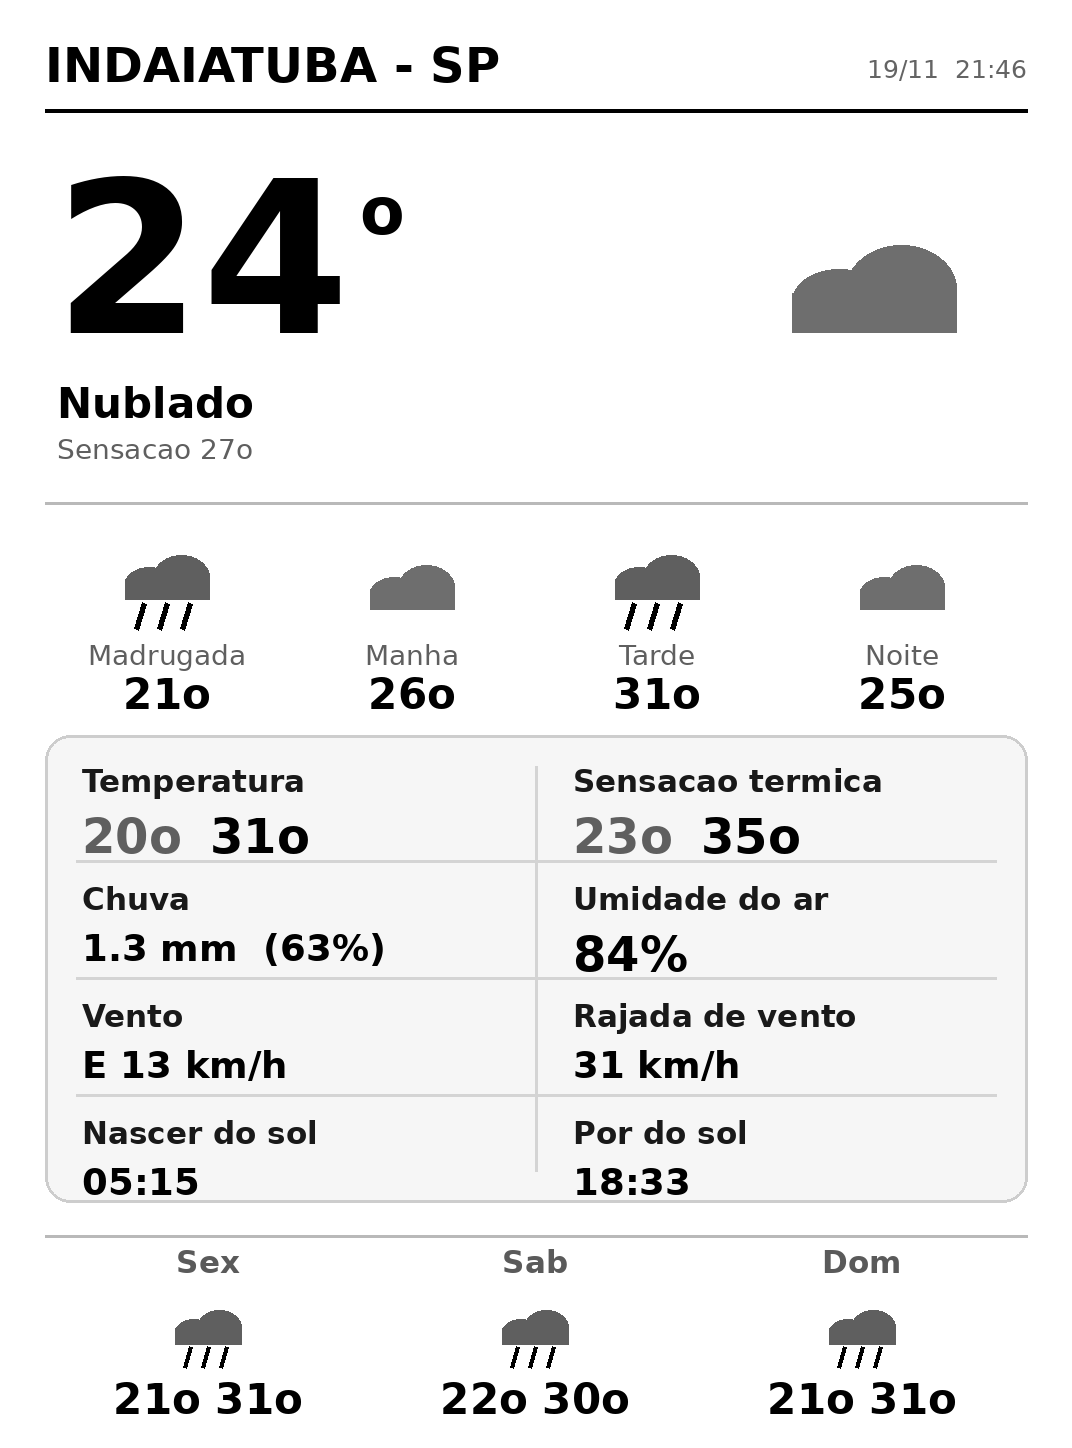 INDAIATUBA - SP
19/11  21:46
24o
Nublado
Sensacao 27o
Madrugada Manha Tarde Noite
21o 26o 31o 25o
Temperatura Sensacao termica
20o 31o 23o 35o
Chuva Umidade do ar
1.3 mm (63%) 84%
Vento Rajada de vento
E 13 km/h 31 km/h
Nascer do sol Por do sol
05:15 18:33
Sex Sab Dom
21o 31o 22o 30o 21o 31o